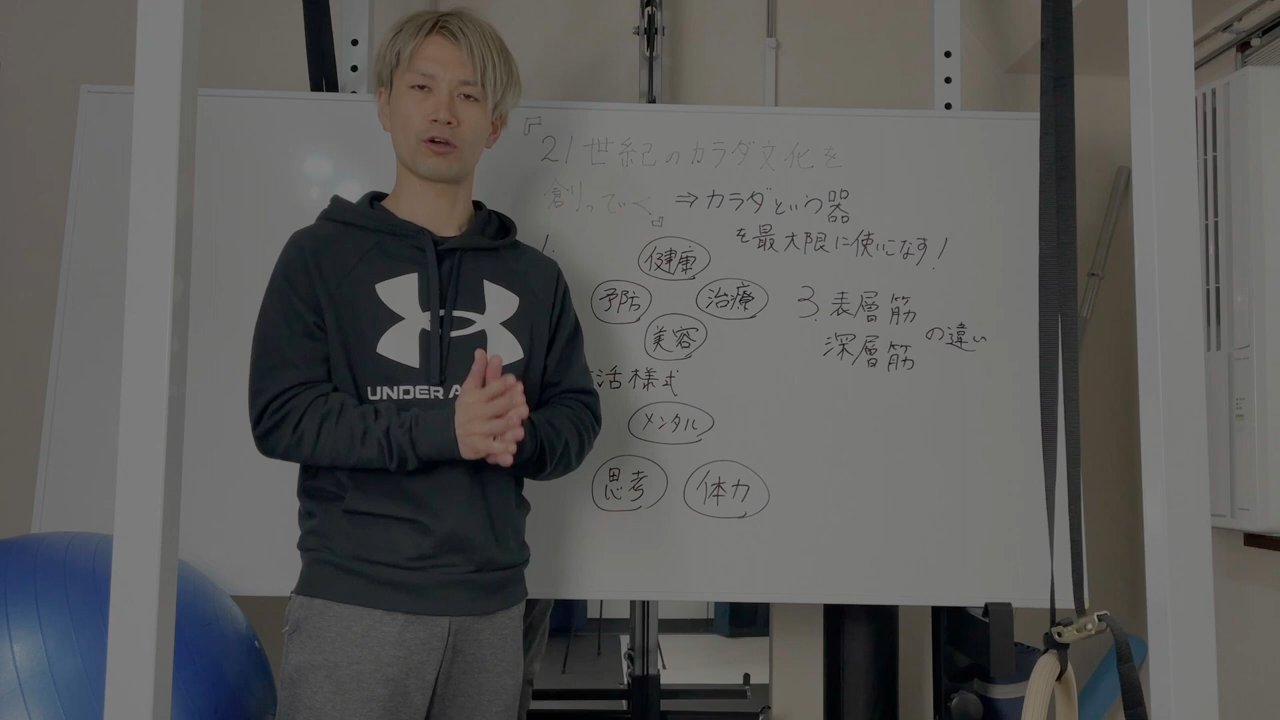 『21世紀のカラダ文化を
創っていく』⇒カラダという器
を最大限に使いこなす!
1.
健康
予防
治療
美容
活様式
メンタル
思考
体力
3.表層筋
深層筋
の違い
UNDER A